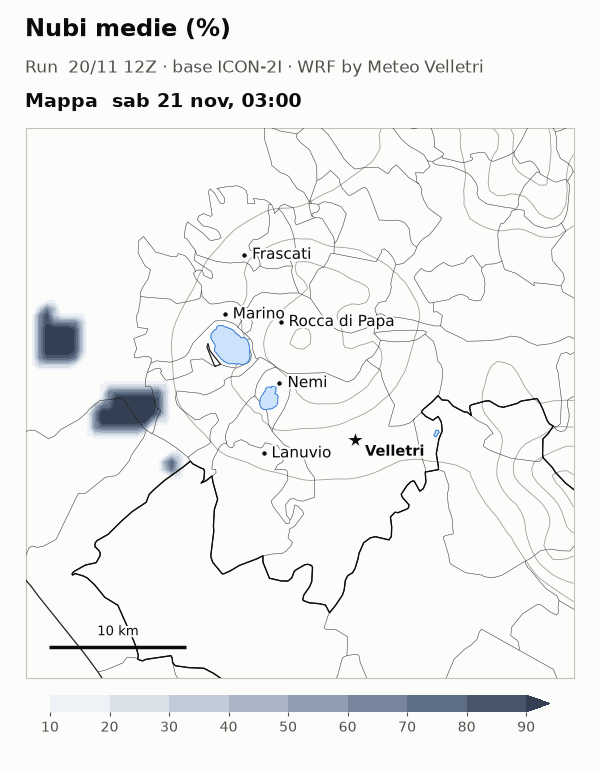 Nubi medie (%)
Run  20/11 12Z · base ICON-2I · WRF by Meteo Velletri
Mappa  sab 21 nov, 03:00
Frascati
Marino
Rocca di Papa
Nemi
Velletri
Lanuvio
10 km
10 20 30 40 50 60 70 80 90